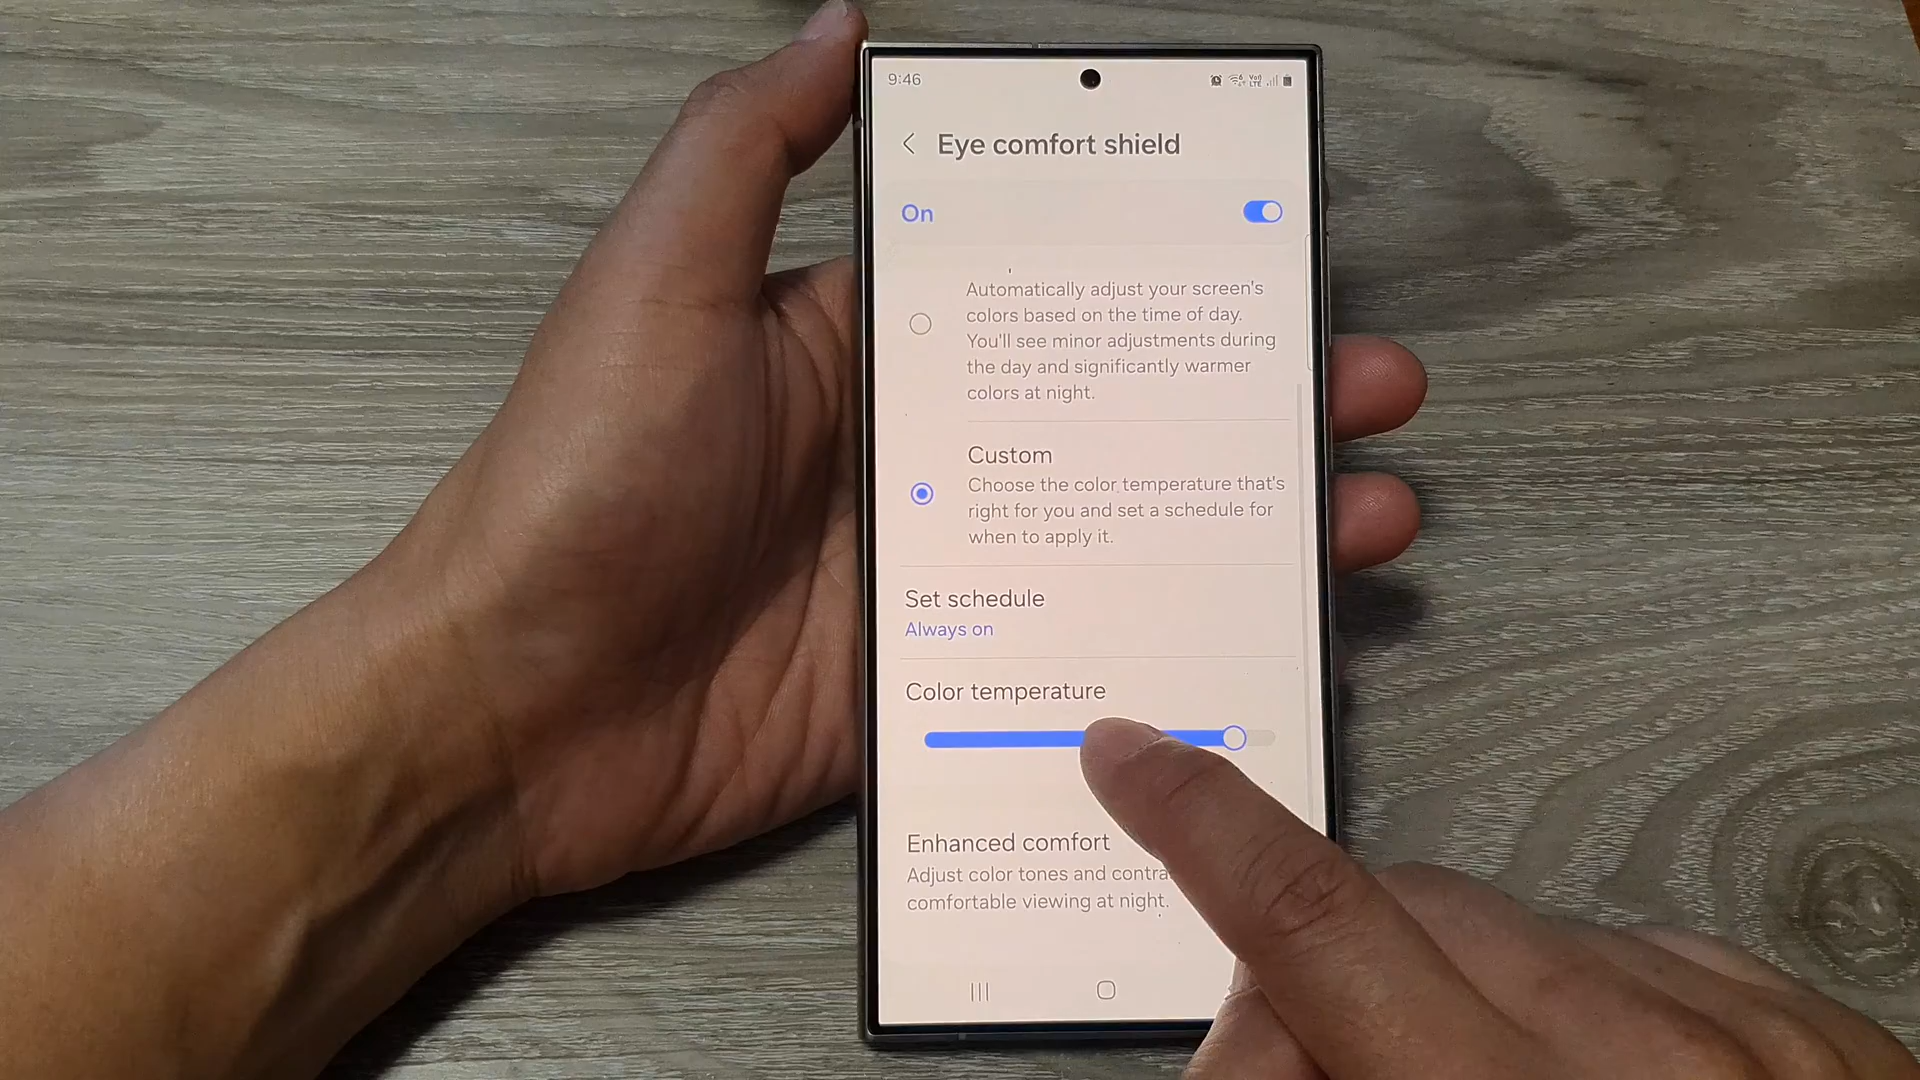 9:46
Eye comfort shield
On
Automatically adjust your screen's
colors based on the time of day.
You'll see minor adjustments during
the day and significantly warmer
colors at night.
Custom
Choose the color temperature that's
right for you and set a schedule for
when to apply it.
Set schedule
Always on
Color temperature
Enhanced comfort
Adjust color tones and contra
comfortable viewing at night.